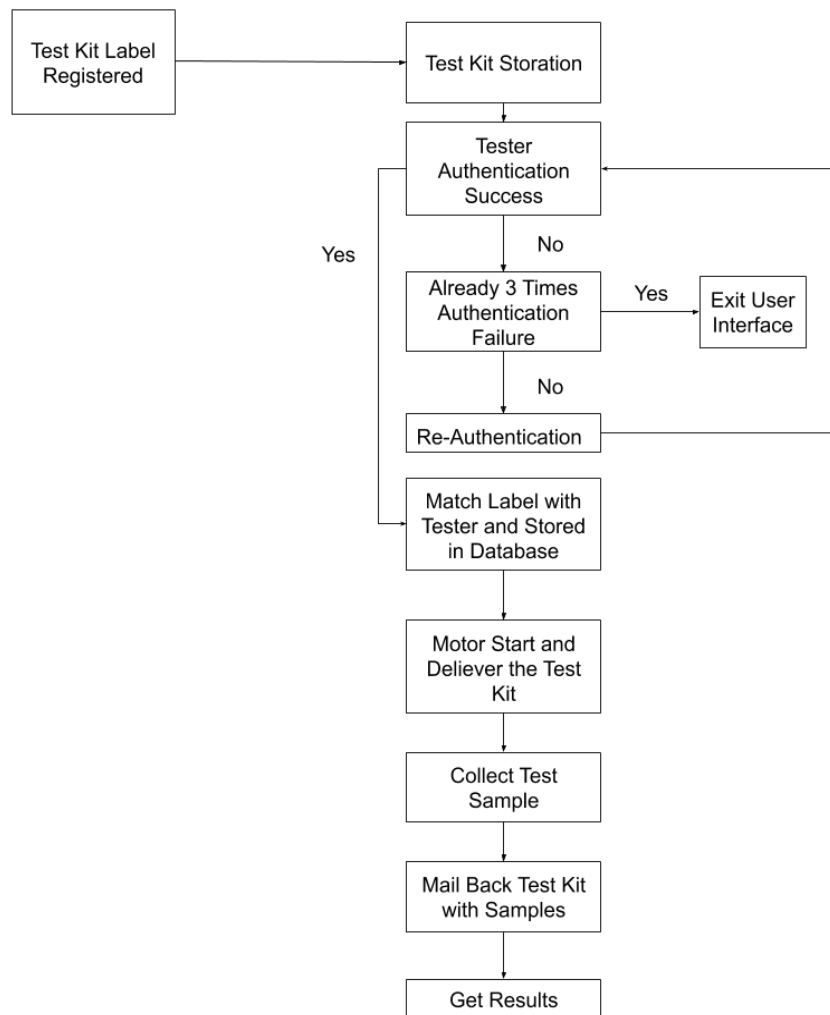 Test Kit Label
Registered
Test Kit Storation
Tester
Authentication
Success
Yes
No
Already 3 Times
Authentication
Failure
Yes
Exit User
Interface
No
Re-Authentication
Match Label with
Tester and Stored
in Database
Motor Start and
Deliever the Test
Kit
Collect Test
Sample
Mail Back Test Kit
with Samples
Get Results